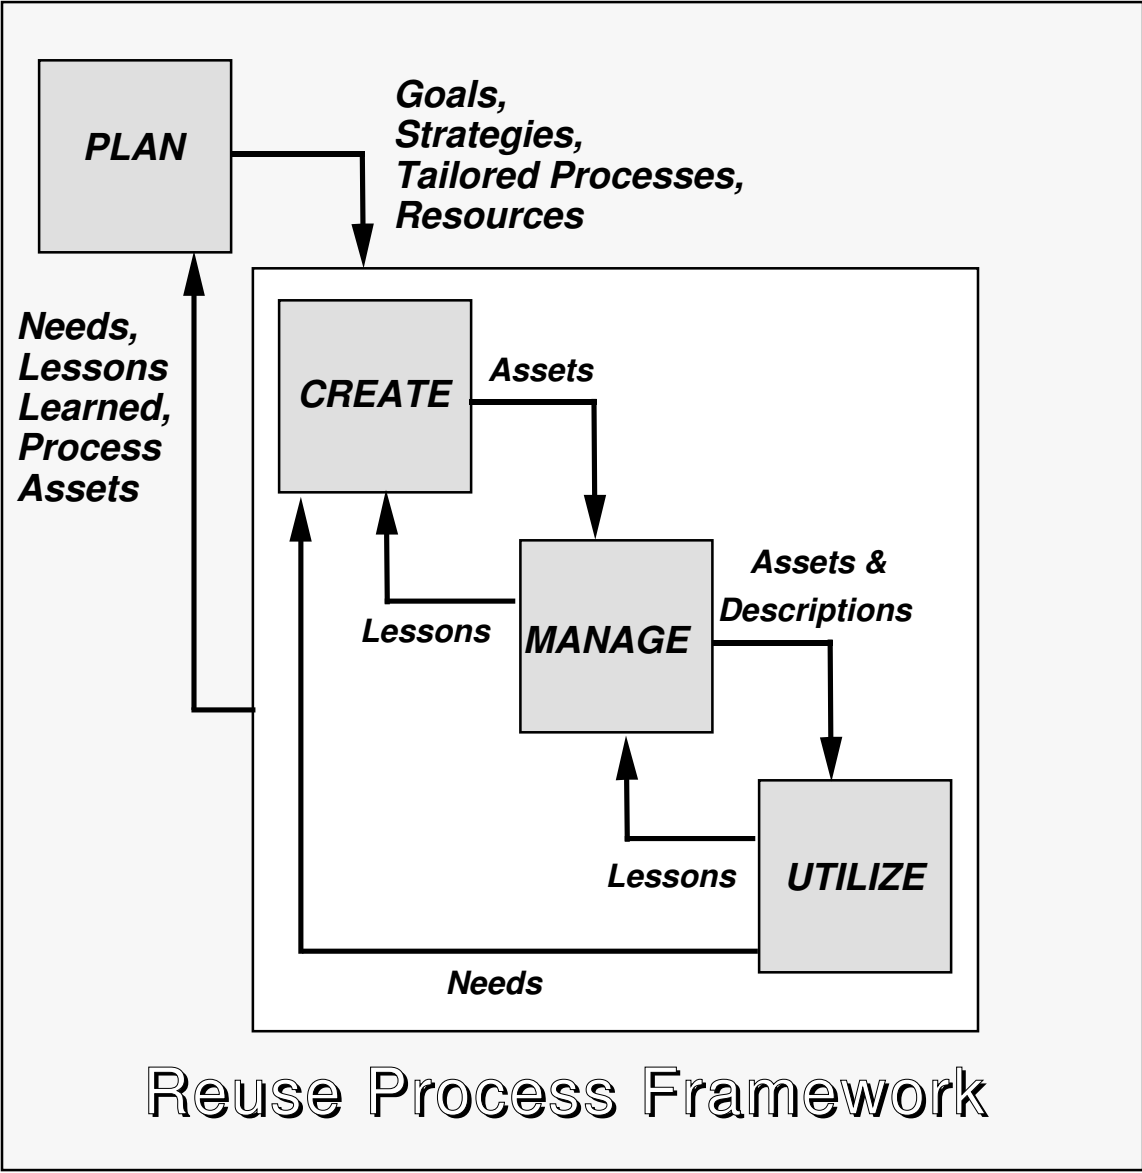 PLAN
Goals,
Strategies,
Tailored Processes,
Resources
Needs,
Lessons
Learned,
Process
Assets
CREATE
Assets
Lessons
MANAGE
Assets &
Descriptions
Lessons
UTILIZE
Needs
Reuse Process Framework